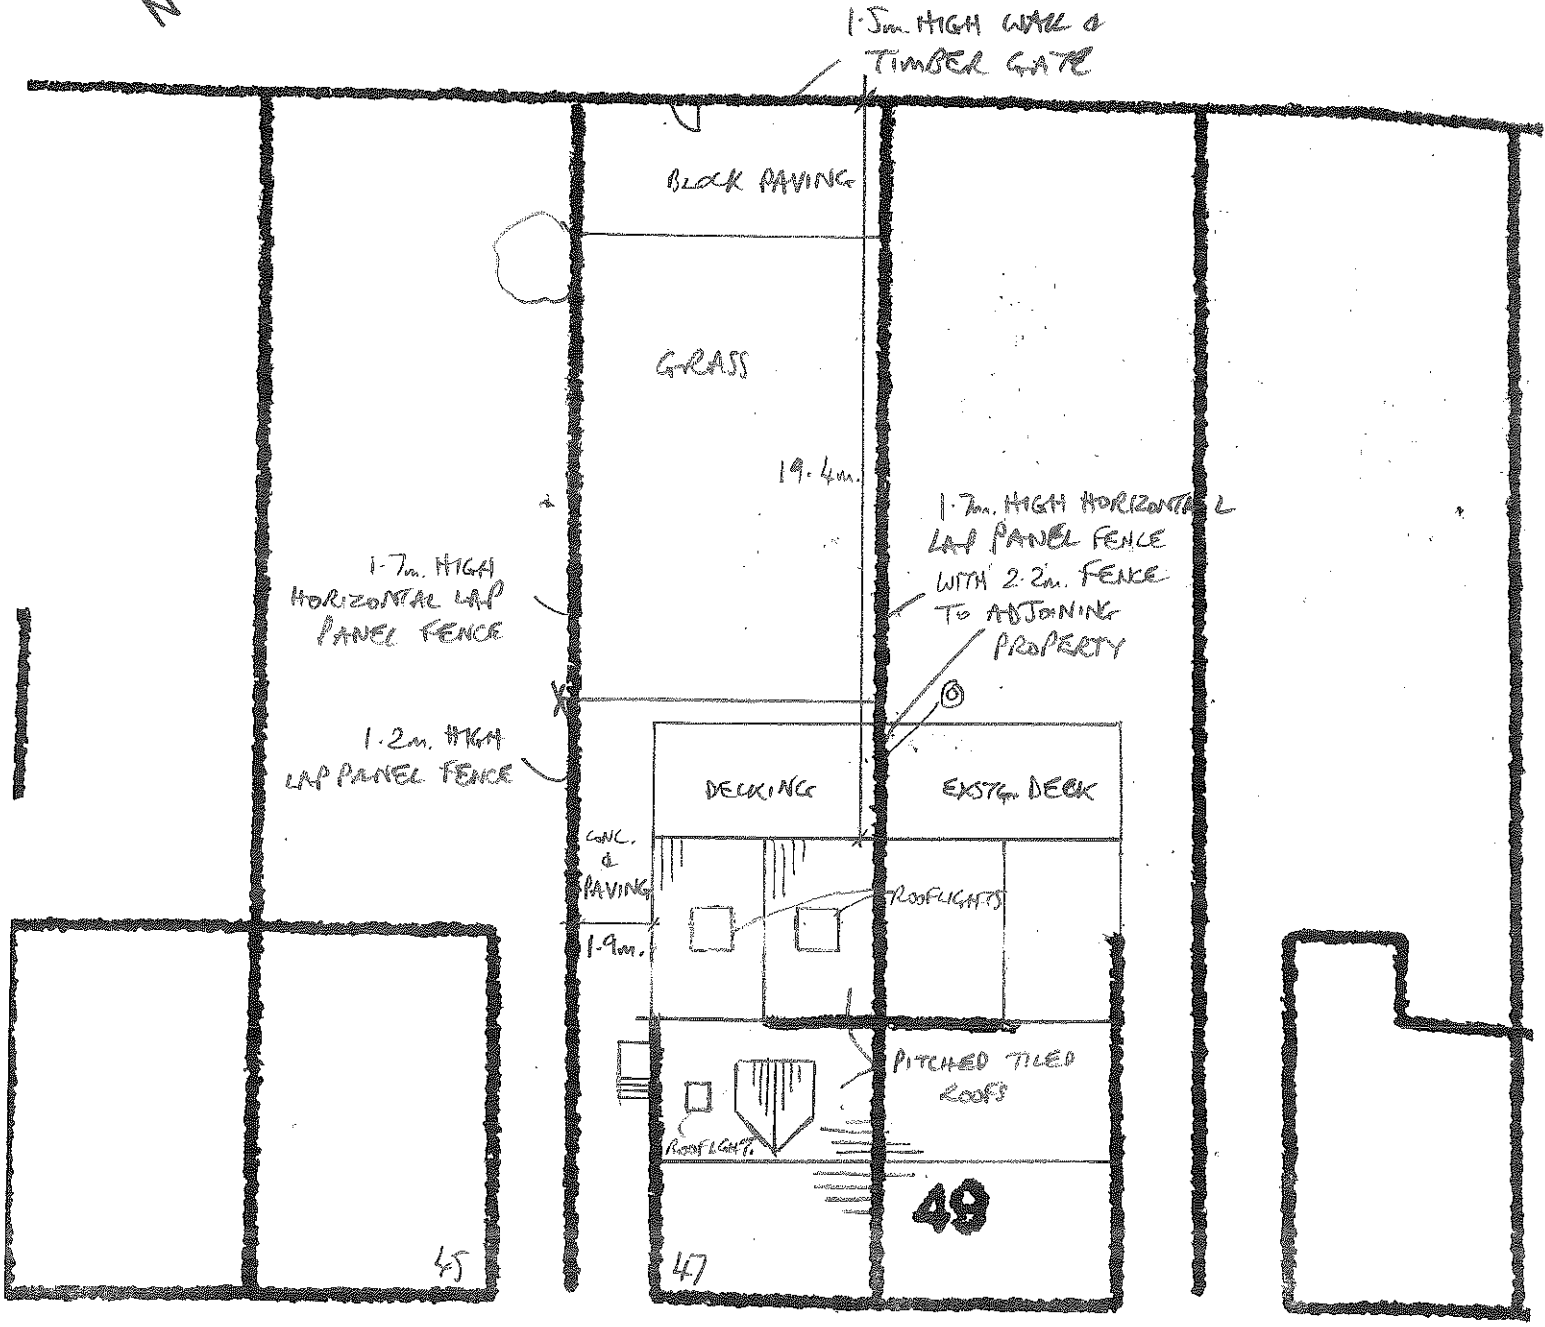 N
1.5m. HIGH WALL &
TIMBER GATE
BLOCK PAVING
GRASS
19.4m.
1.7m. HIGH HORIZONTAL
LAP PANEL FENCE
WITH 2.2m. FENCE
TO ADJOINING
PROPERTY
1.7m. HIGH
HORIZONTAL LAP
PANEL FENCE
X
1.2m. HIGH
LAP PANEL FENCE
DECKING
EXSTG. DECK
CONC.
&
PAVING
ROOFLIGHTS
1.9m.
PITCHED TILED
ROOFS
ROOFLIGHT.
49
45
47